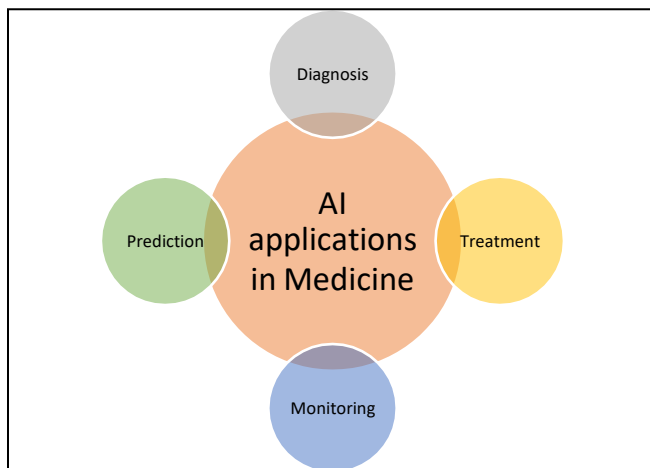 Diagnosis
Prediction
AI
applications
in Medicine
Treatment
Monitoring